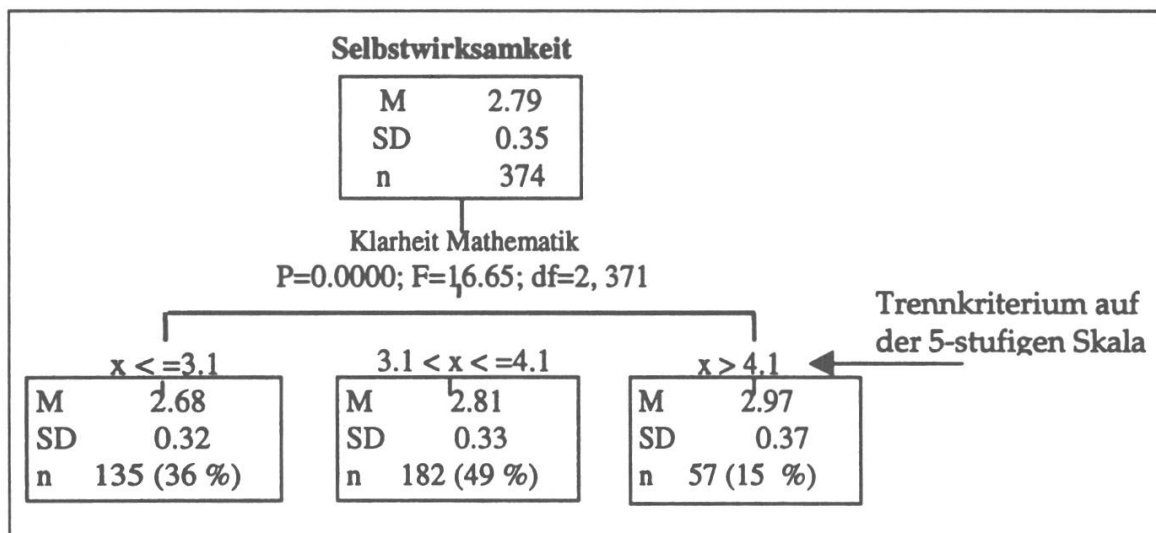 Selbstwirksamkeit
M 2.79
SD 0.35
n 374
Klarheit Mathematik
P=0.0000; F=16.65; df=2, 371
Trennkriterium auf
der 5-stufigen Skala
x < =3.1
3.1 < x < =4.1
x > 4.1
M 2.68
SD 0.32
n 135 (36 %)
M 2.81
SD 0.33
n 182 (49 %)
M 2.97
SD 0.37
n 57 (15 %)